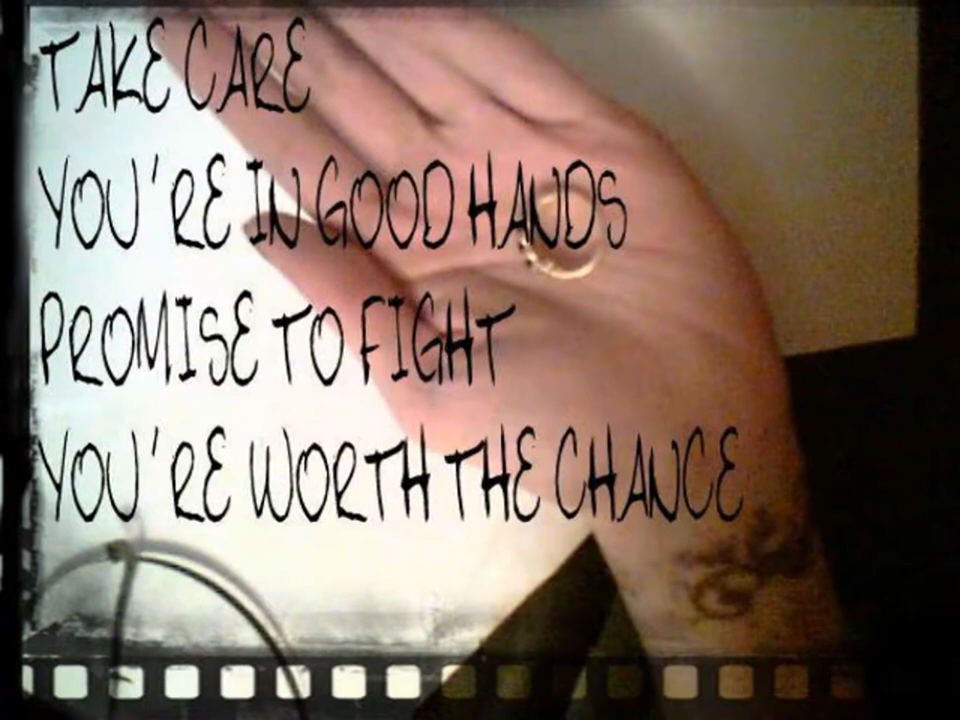 TAKE CARE
YOU'RE IN GOOD HANDS
PROMISE TO FIGHT
YOU'RE WORTH THE CHANCE